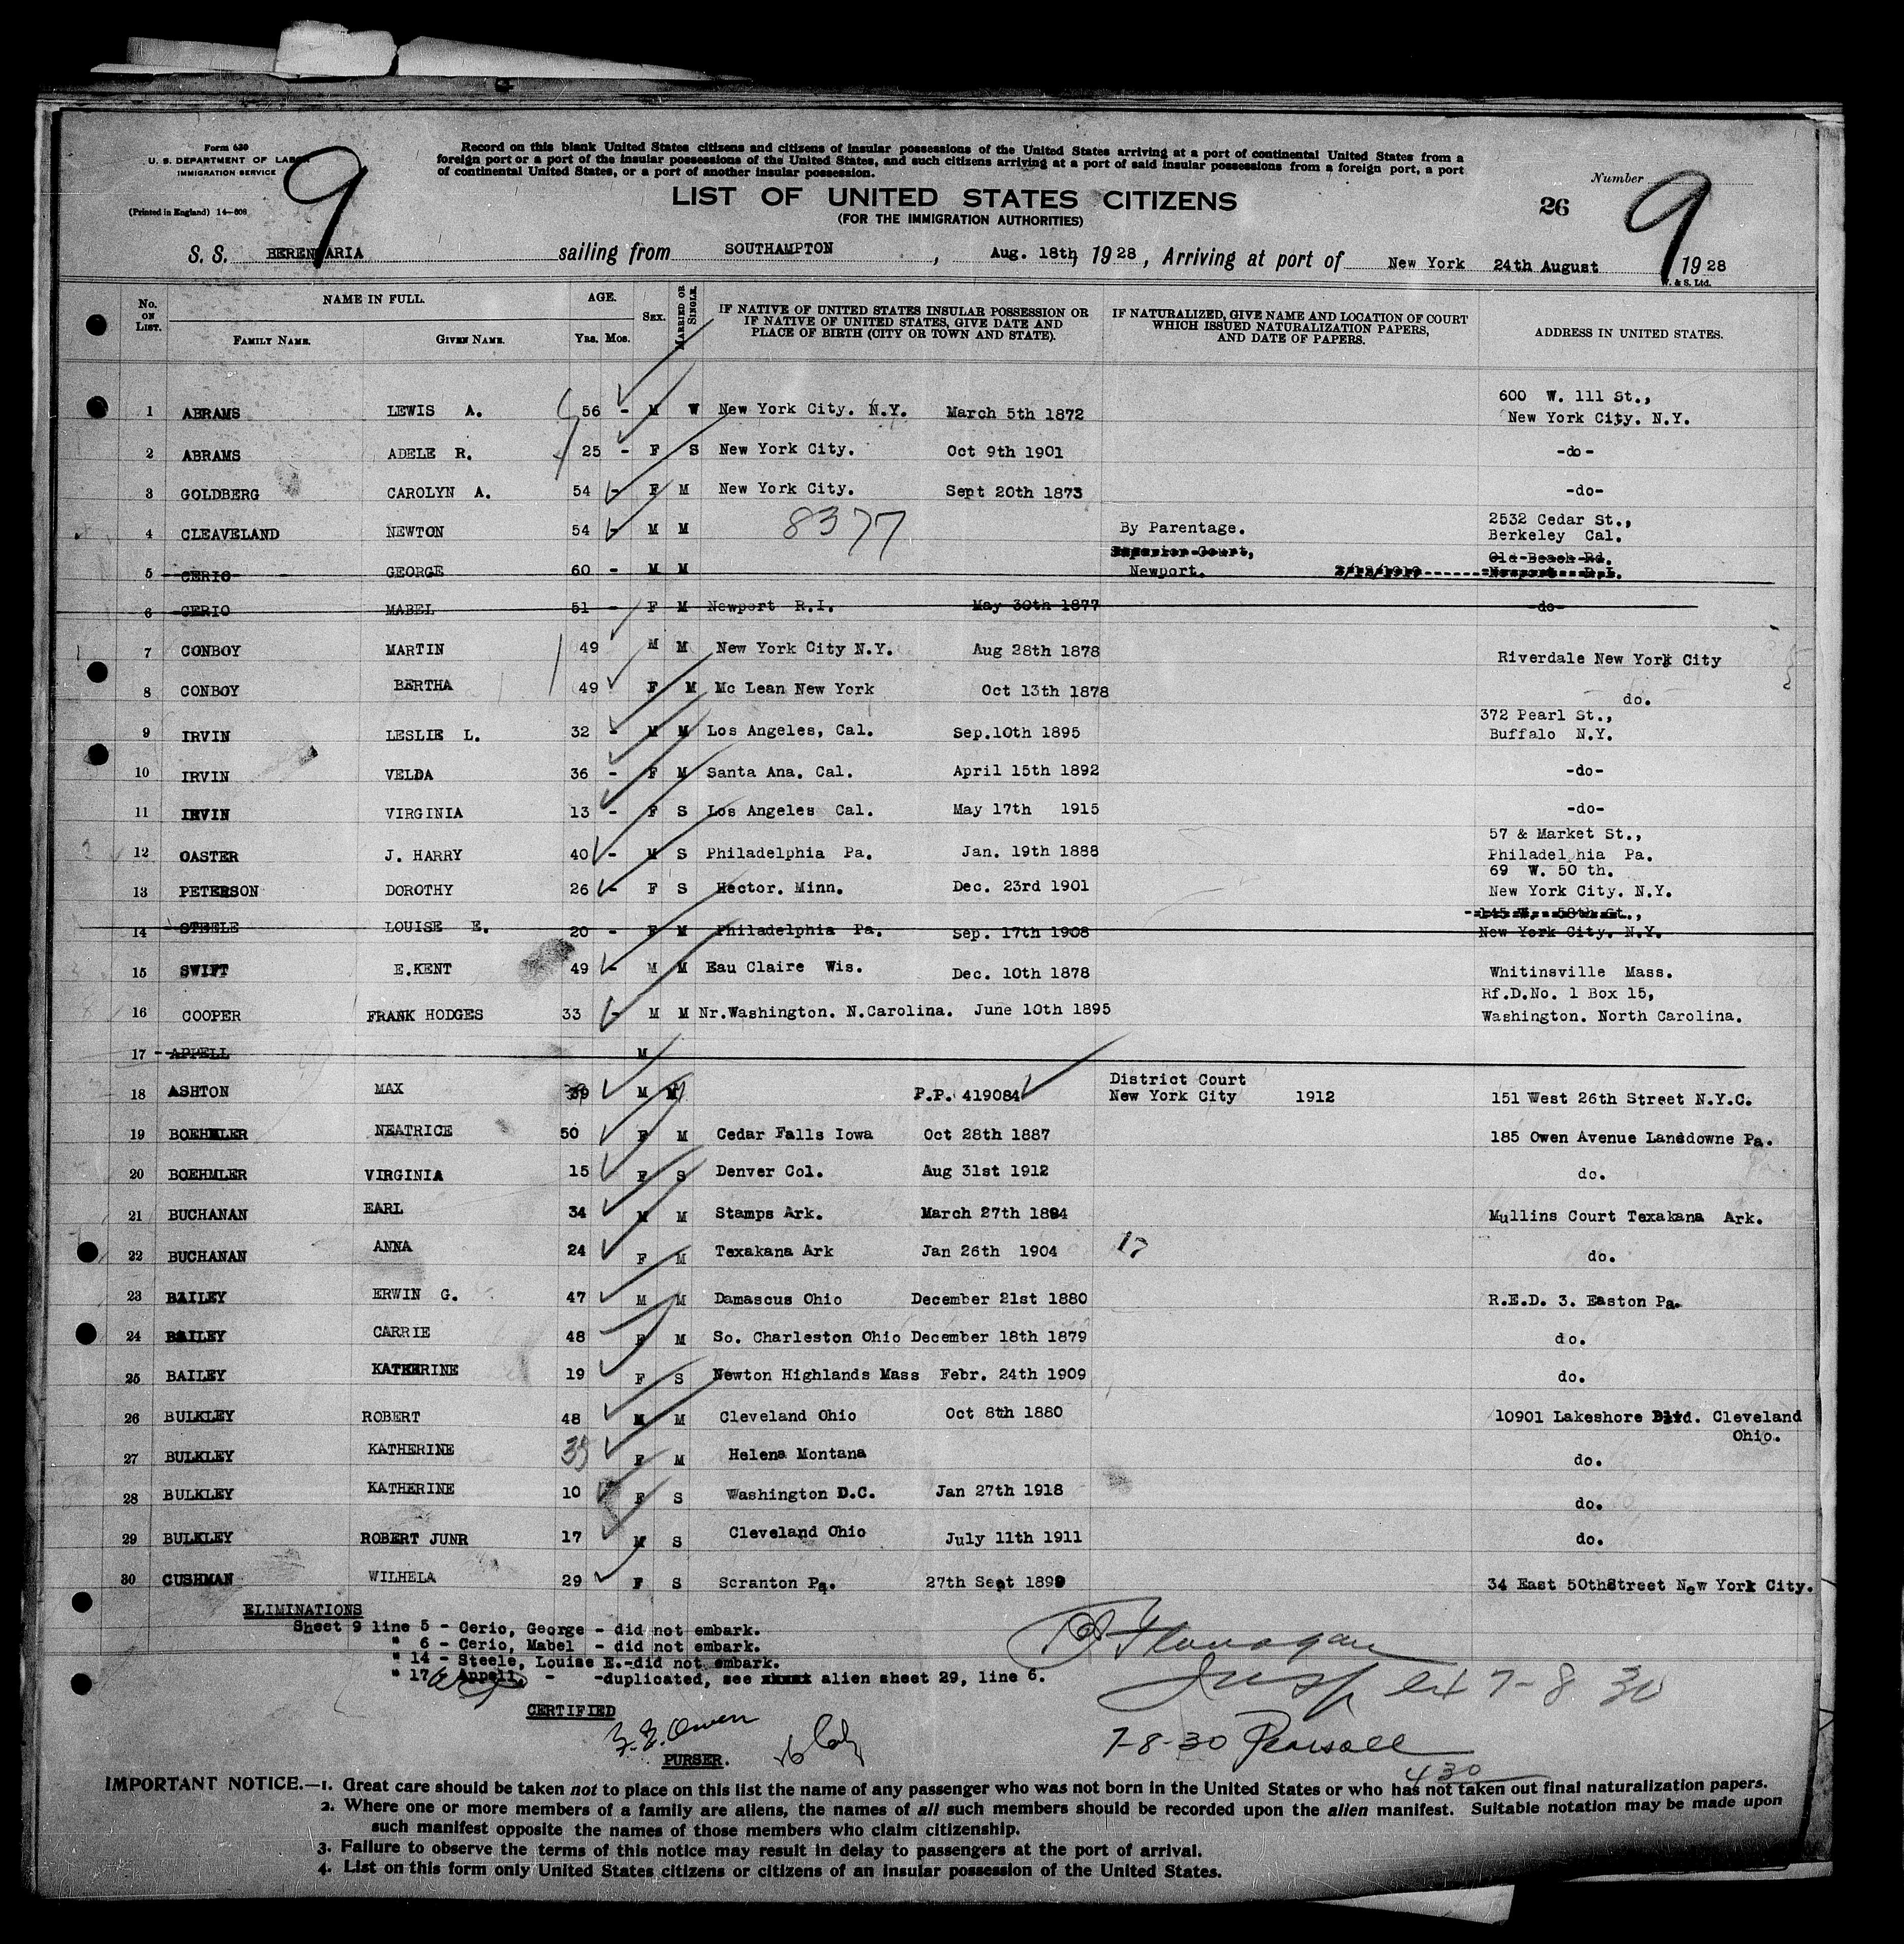 Form 630
U. S. DEPARTMENT OF LABOR
IMMIGRATION SERVICE
(Printed in England) 14—808
9
Record on this blank United States citizens and citizens of insular possessions of the United States arriving at a port of continental United States from a
foreign port or a port of the insular possessions of the United States, and such citizens arriving at a port of said insular possessions from a foreign port, a port
of continental United States, or a port of another insular possession.
LIST OF UNITED STATES CITIZENS
(FOR THE IMMIGRATION AUTHORITIES)
Number
26
9
S. S. BERENGARIA sailing from SOUTHAMPTON, Aug. 18th, 1928, Arriving at port of New York 24th August 1928
W. & S. Ltd.
No. ON LIST. NAME IN FULL. FAMILY NAME. GIVEN NAME. AGE. Yrs. Mos. SEX. MARRIED OR SINGLE. IF NATIVE OF UNITED STATES INSULAR POSSESSION OR IF NATIVE OF UNITED STATES, GIVE DATE AND PLACE OF BIRTH (CITY OR TOWN AND STATE). IF NATURALIZED, GIVE NAME AND LOCATION OF COURT WHICH ISSUED NATURALIZATION PAPERS, AND DATE OF PAPERS. ADDRESS IN UNITED STATES.
1 ABRAMS LEWIS A. 56 - M W New York City. N.Y. March 5th 1872 600 W. 111 St., New York City. N.Y.
2 ABRAMS ADELE R. 25 - F S New York City. Oct 9th 1901 -do-
3 GOLDBERG CAROLYN A. 54 - F M New York City. Sept 20th 1873 -do-
4 CLEAVELAND NEWTON 54 - M M 8377 By Parentage. 2532 Cedar St., Berkeley Cal.
5 CERIO GEORGE 60 - M M Superior Court, Newport. Old Beach Rd. Newport R.I.
6 CERIO MABEL 51 - F M Newport R.I. May 30th 1877 -do-
7 CONBOY MARTIN 49 M M New York City N.Y. Aug 28th 1878 Riverdale New York City
8 CONBOY BERTHA 49 F M Mc Lean New York Oct 13th 1878 do.
9 IRVIN LESLIE L. 32 - M M Los Angeles, Cal. Sep.10th 1895 372 Pearl St., Buffalo N.Y.
10 IRVIN VELDA 36 - F M Santa Ana. Cal. April 15th 1892 -do-
11 IRVIN VIRGINIA 13 - F S Los Angeles Cal. May 17th 1915 -do-
12 OASTER J. HARRY 40 - M S Philadelphia Pa. Jan. 19th 1888 57 & Market St., Philadelphia Pa.
13 PETERSON DOROTHY 26 - F S Hector. Minn. Dec. 23rd 1901 69 W. 50 th. New York City. N.Y.
14 STEELE LOUISE E. 20 - F M Philadelphia Pa. Sep. 17th 1908 145 W. 58th St., New York City. N.Y.
15 SWIFT E.KENT 49 - M M Eau Claire Wis. Dec. 10th 1878 Whitinsville Mass.
16 COOPER FRANK HODGES 33 - M M Nr.Washington. N.Carolina. June 10th 1895 Rf.D.No. 1 Box 15, Washington. North Carolina.
17 APPELL M
18 ASHTON MAX 39 M M P.P. 419084 District Court New York City 1912 151 West 26th Street N.Y.C.
19 BOEHMLER NEATRICE 50 F M Cedar Falls Iowa Oct 28th 1887 185 Owen Avenue Lansdowne Pa.
20 BOEHMLER VIRGINIA 15 F S Denver Col. Aug 31st 1912 do.
21 BUCHANAN EARL 34 M M Stamps Ark. March 27th 1894 Mullins Court Texakana Ark.
22 BUCHANAN ANNA 24 F M Texakana Ark Jan 26th 1904 17 do.
23 BAILEY ERWIN G. 47 M M Damascus Ohio December 21st 1880 R.E.D. 3. Easton Pa.
24 BAILEY CARRIE 48 F M So. Charleston Ohio December 18th 1879 do.
25 BAILEY KATHERINE 19 F S Newton Highlands Mass Febr. 24th 1909 do.
26 BULKLEY ROBERT 48 M M Cleveland Ohio Oct 8th 1880 10901 Lakeshore Blvd. Cleveland Ohio.
27 BULKLEY KATHERINE 35 F M Helena Montana do.
28 BULKLEY KATHERINE 10 F S Washington D.C. Jan 27th 1918 do.
29 BULKLEY ROBERT JUNR 17 M S Cleveland Ohio July 11th 1911 do.
30 CUSHMAN WILHELA 29 F S Scranton Pa. 27th Sept 1899 34 East 50thStreet New York City.
ELIMINATIONS
Sheet 9 line 5 - Cerio, George - did not embark.
" 6 - Cerio, Mabel - did not embark.
" 14 - Steele, Louise E.-did not embark.
" 17 - Appell, - -duplicated, see alien sheet 29, line 6.
Flanagan
Insp 7-8 30
CERTIFIED
Owen
PURSER.
7-8-30 Pearsall
430
IMPORTANT NOTICE.—1. Great care should be taken not to place on this list the name of any passenger who was not born in the United States or who has not taken out final naturalization papers.
2. Where one or more members of a family are aliens, the names of all such members should be recorded upon the alien manifest. Suitable notation may be made upon
such manifest opposite the names of those members who claim citizenship.
3. Failure to observe the terms of this notice may result in delay to passengers at the port of arrival.
4. List on this form only United States citizens or citizens of an insular possession of the United States.